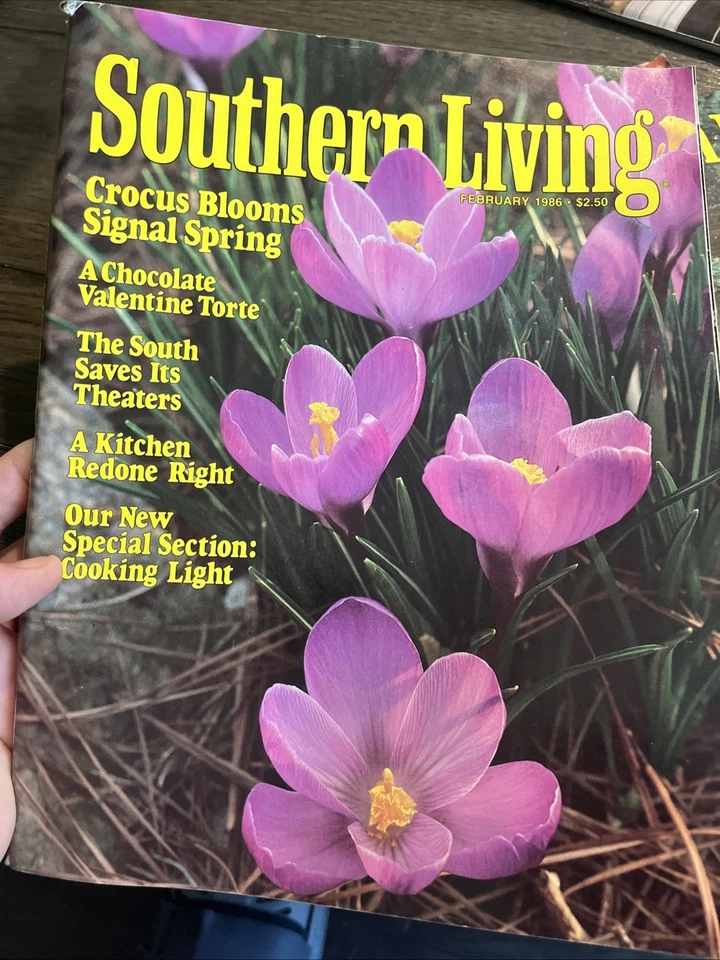 Southern Living®
FEBRUARY 1986 • $2.50
Crocus Blooms
Signal Spring
A Chocolate
Valentine Torte
The South
Saves Its
Theaters
A Kitchen
Redone Right
Our New
Special Section:
Cooking Light